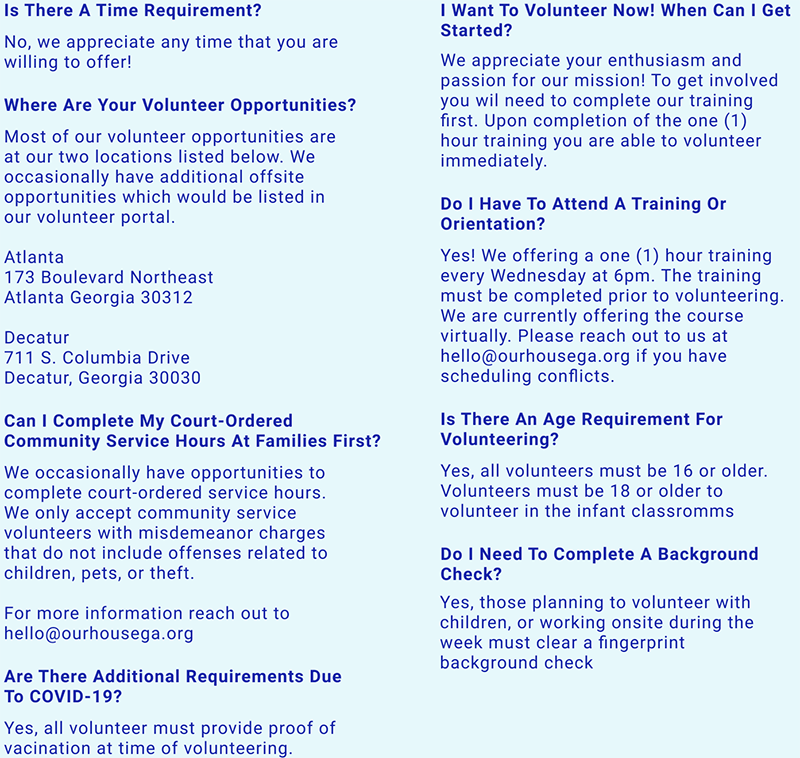 Is There A Time Requirement?
No, we appreciate any time that you are
willing to offer!
Where Are Your Volunteer Opportunities?
Most of our volunteer opportunities are
at our two locations listed below. We
occasionally have additional offsite
opportunities which would be listed in
our volunteer portal.
Atlanta
173 Boulevard Northeast
Atlanta Georgia 30312
Decatur
711 S. Columbia Drive
Decatur, Georgia 30030
Can I Complete My Court-Ordered
Community Service Hours At Families First?
We occasionally have opportunities to
complete court-ordered service hours.
We only accept community service
volunteers with misdemeanor charges
that do not include offenses related to
children, pets, or theft.
For more information reach out to
hello@ourhousega.org
Are There Additional Requirements Due
To COVID-19?
Yes, all volunteer must provide proof of
vacination at time of volunteering.
I Want To Volunteer Now! When Can I Get
Started?
We appreciate your enthusiasm and
passion for our mission! To get involved
you wil need to complete our training
first. Upon completion of the one (1)
hour training you are able to volunteer
immediately.
Do I Have To Attend A Training Or
Orientation?
Yes! We offering a one (1) hour training
every Wednesday at 6pm. The training
must be completed prior to volunteering.
We are currently offering the course
virtually. Please reach out to us at
hello@ourhousega.org if you have
scheduling conflicts.
Is There An Age Requirement For
Volunteering?
Yes, all volunteers must be 16 or older.
Volunteers must be 18 or older to
volunteer in the infant classromms
Do I Need To Complete A Background
Check?
Yes, those planning to volunteer with
children, or working onsite during the
week must clear a fingerprint
background check